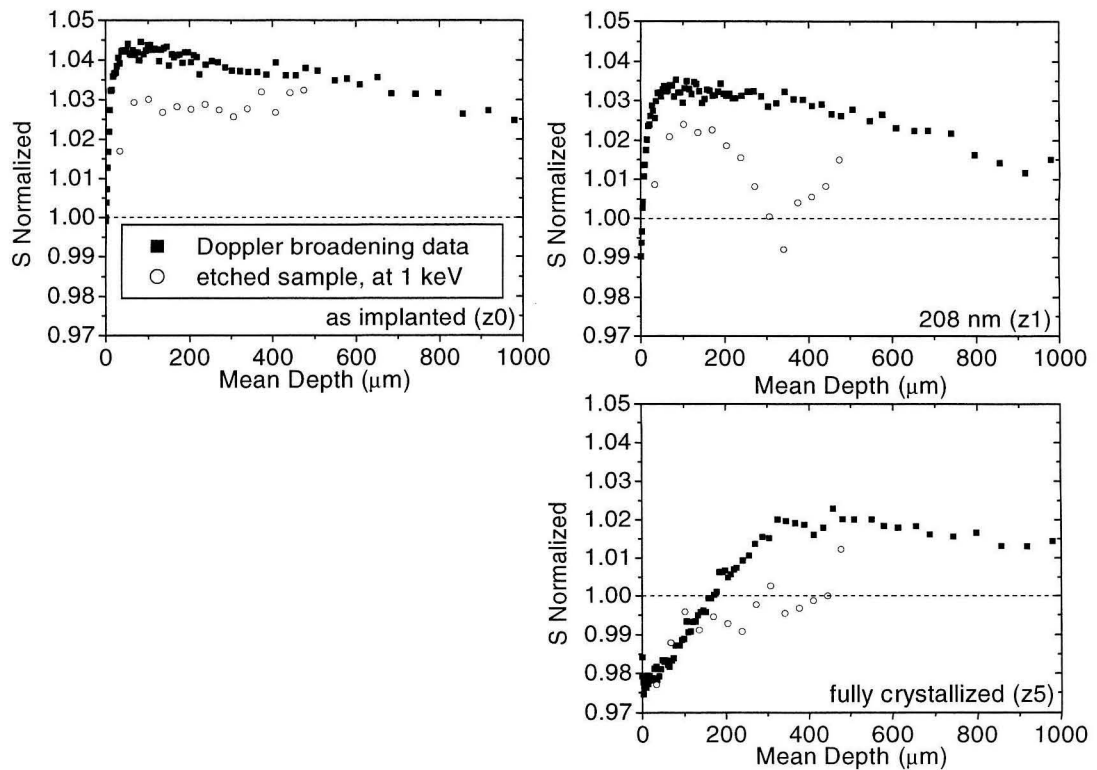 1.05
1.04
1.03
1.02
1.01
1.00
0.99
0.98
0.97
S Normalized
Doppler broadening data
etched sample, at 1 keV
as implanted (z0)
0 200 400 600 800 1000
Mean Depth (μm)
1.05
1.04
1.03
1.02
1.01
1.00
0.99
0.98
0.97
S Normalized
208 nm (z1)
0 200 400 600 800 1000
Mean Depth (μm)
1.05
1.04
1.03
1.02
1.01
1.00
0.99
0.98
0.97
S Normalized
fully crystallized (z5)
0 200 400 600 800 1000
Mean Depth (μm)